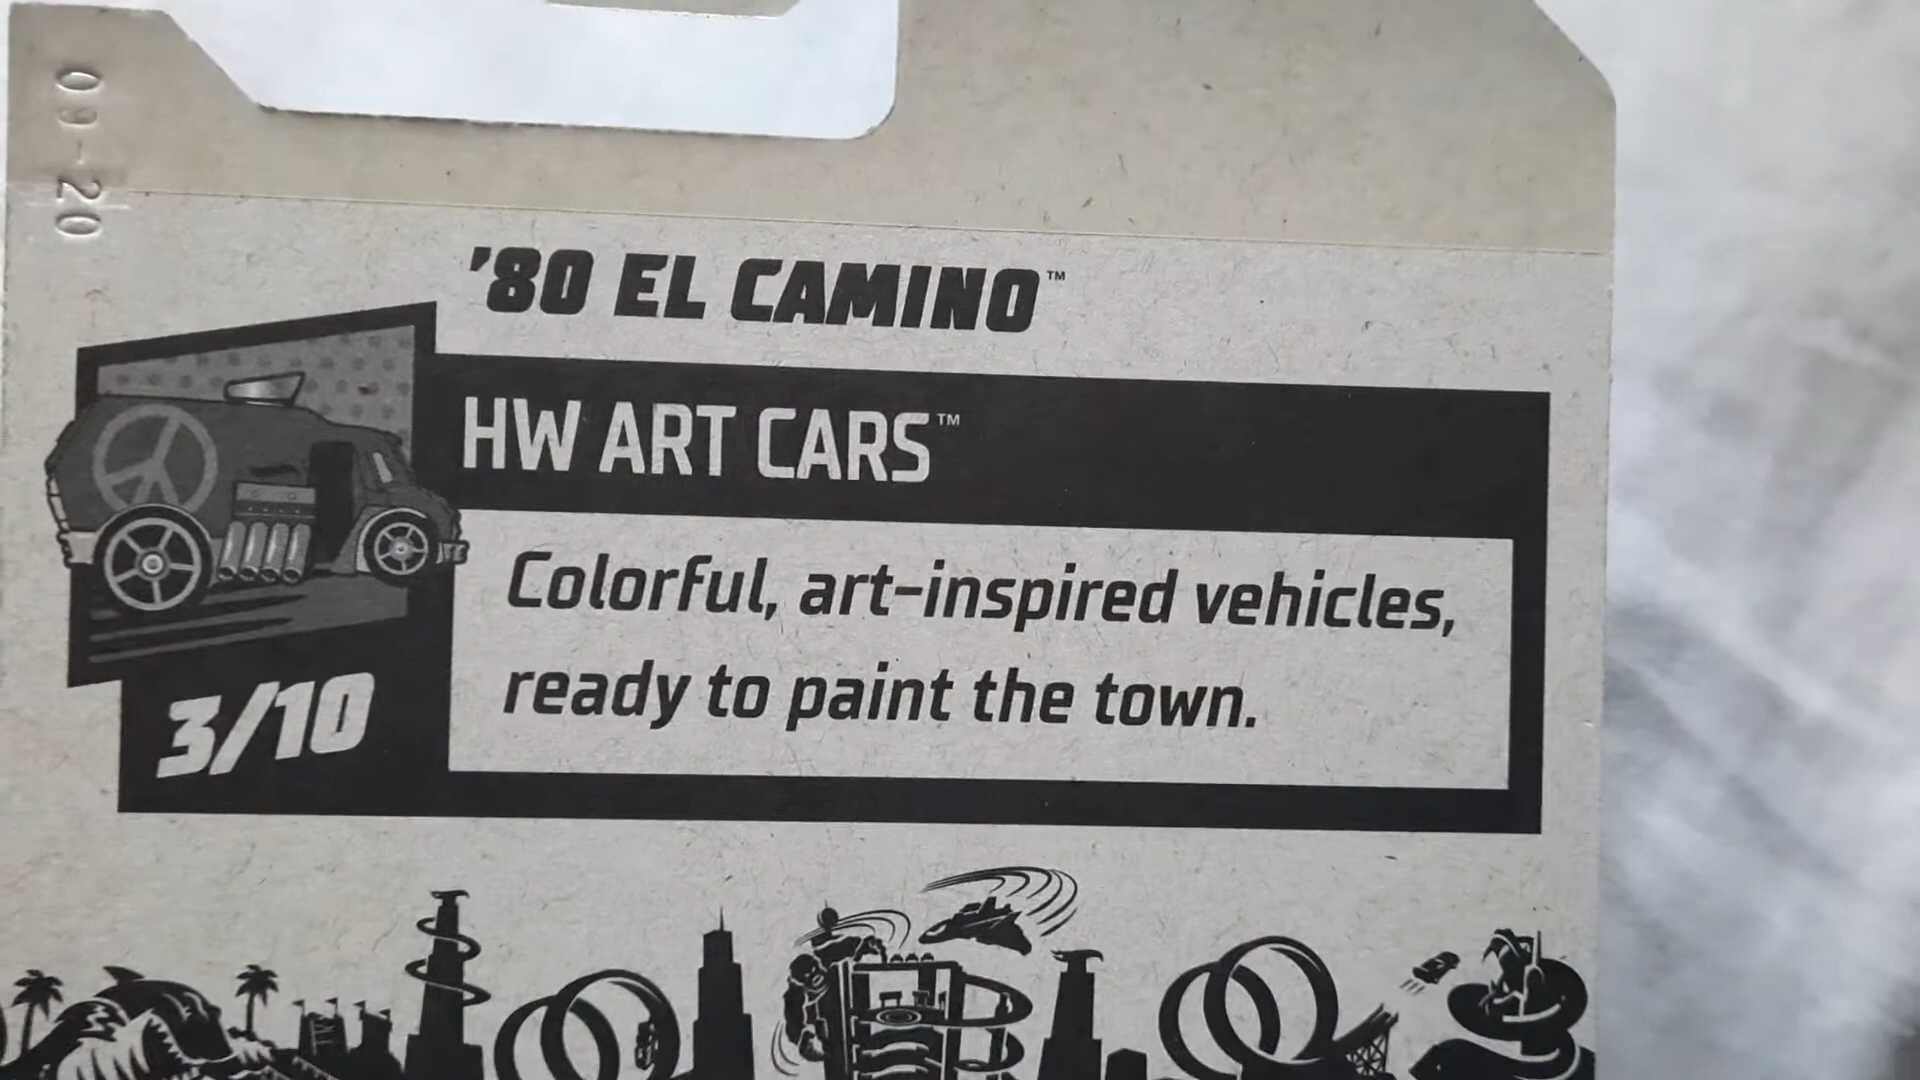 09-20
'80 EL CAMINO™
HW ART CARS™
Colorful, art-inspired vehicles,
ready to paint the town.
3/10